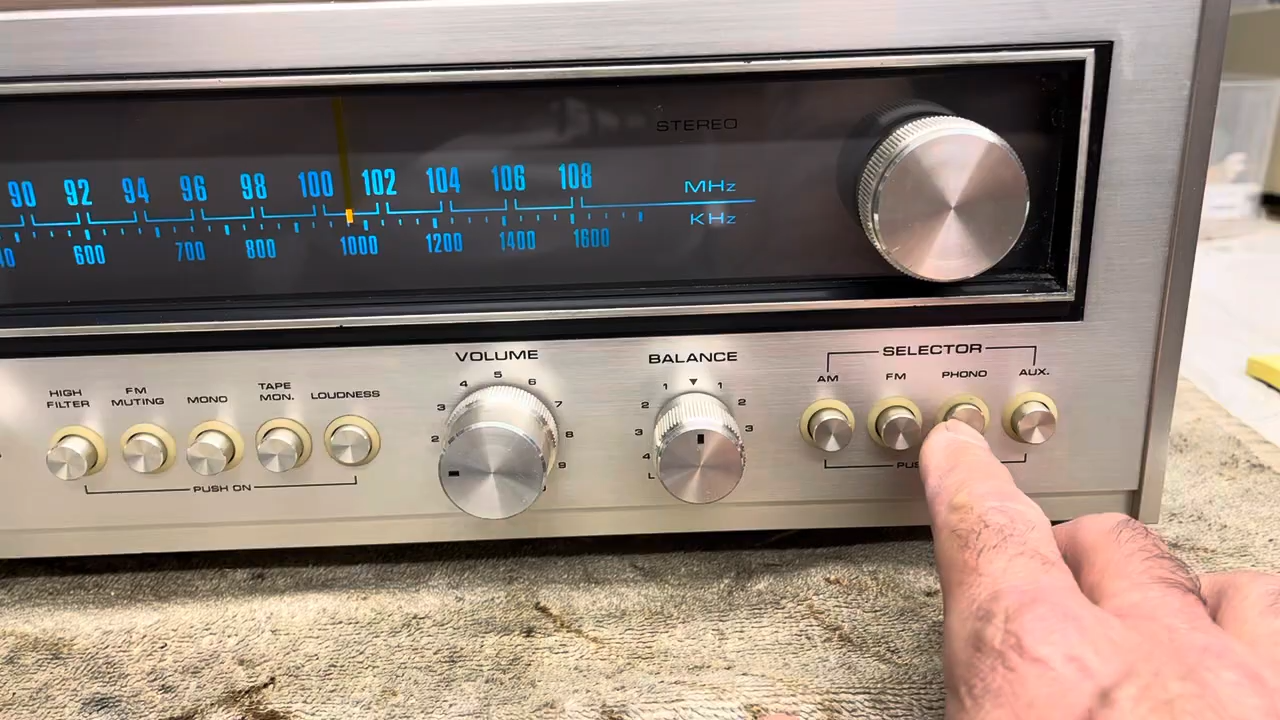 STEREO
90 92 94 96 98 100 102 104 106 108 MHz
600 700 800 1000 1200 1400 1600 KHz
HIGH FILTER
FM MUTING
MONO
TAPE MON.
LOUDNESS
PUSH ON
VOLUME
2 3 4 5 6 7 8 9
BALANCE
L 4 3 2 1 1 2 3
SELECTOR
AM FM PHONO AUX.